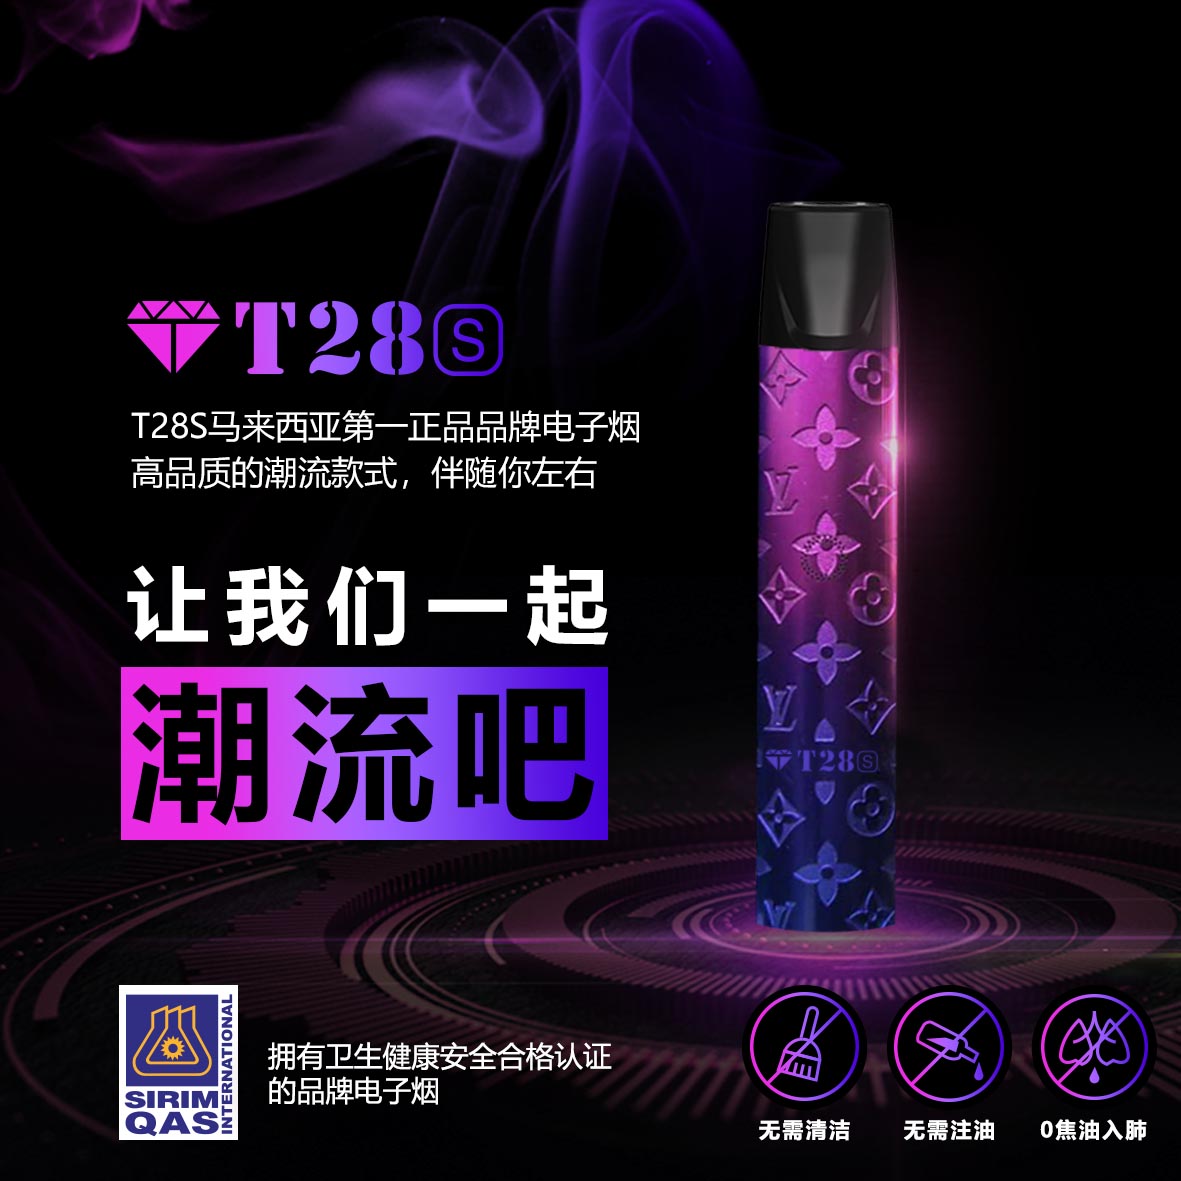 T28S
T28S马来西亚第一正品品牌电子烟
高品质的潮流款式，伴随你左右
让我们一起
潮流吧
T28S
SIRIM
QAS
INTERNATIONAL
拥有卫生健康安全合格认证
的品牌电子烟
无需清洁
无需注油
0焦油入肺